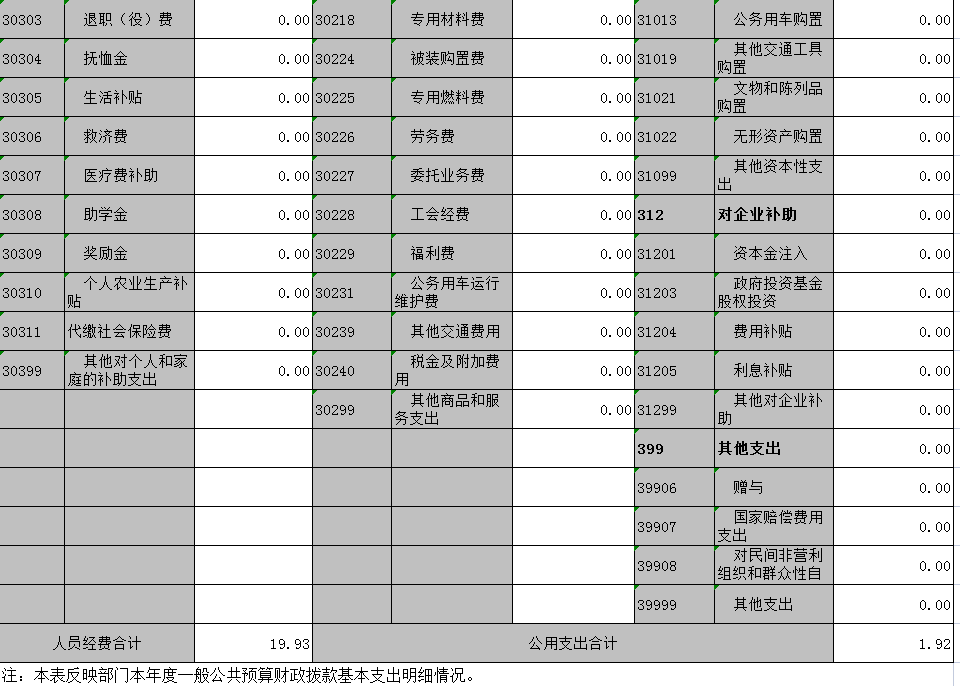 30303 退职（役）费 0.00 30218 专用材料费 0.00 31013 公务用车购置 0.00
30304 抚恤金 0.00 30224 被装购置费 0.00 31019 其他交通工具
购置 0.00
30305 生活补贴 0.00 30225 专用燃料费 0.00 31021 文物和陈列品
购置 0.00
30306 救济费 0.00 30226 劳务费 0.00 31022 无形资产购置 0.00
30307 医疗费补助 0.00 30227 委托业务费 0.00 31099 其他资本性支
出 0.00
30308 助学金 0.00 30228 工会经费 0.00 312 对企业补助 0.00
30309 奖励金 0.00 30229 福利费 0.00 31201 资本金注入 0.00
30310 个人农业生产补
贴 0.00 30231 公务用车运行
维护费 0.00 31203 政府投资基金
股权投资 0.00
30311 代缴社会保险费 0.00 30239 其他交通费用 0.00 31204 费用补贴 0.00
30399 其他对个人和家
庭的补助支出 0.00 30240 税金及附加费
用 0.00 31205 利息补贴 0.00
30299 其他商品和服
务支出 0.00 31299 其他对企业补
助 0.00
399 其他支出 0.00
39906 赠与 0.00
39907 国家赔偿费用
支出 0.00
39908 对民间非营利
组织和群众性自 0.00
39999 其他支出 0.00
人员经费合计 19.93 公用支出合计 1.92
注：本表反映部门本年度一般公共预算财政拨款基本支出明细情况。